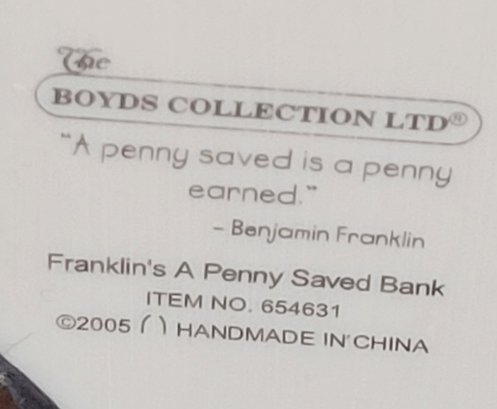 The
BOYDS COLLECTION LTD®
"A penny saved is a penny
earned."
- Benjamin Franklin
Franklin's A Penny Saved Bank
ITEM NO. 654631
©2005 ( ) HANDMADE IN CHINA